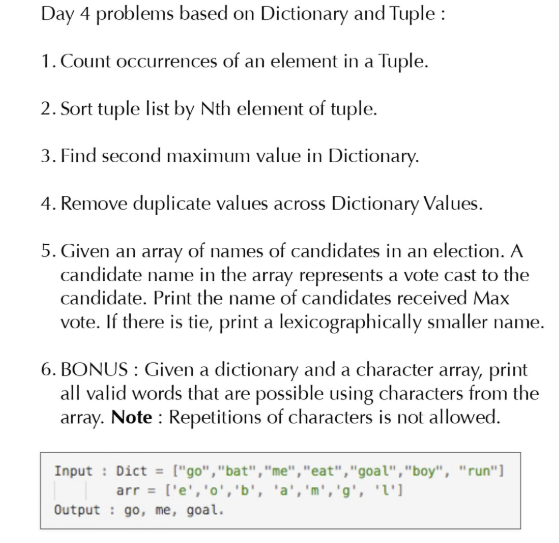 Day 4 problems based on Dictionary and Tuple :
1. Count occurrences of an element in a Tuple.
2. Sort tuple list by Nth element of tuple.
3. Find second maximum value in Dictionary.
4. Remove duplicate values across Dictionary Values.
5. Given an array of names of candidates in an election. A
candidate name in the array represents a vote cast to the
candidate. Print the name of candidates received Max
vote. If there is tie, print a lexicographically smaller name.
6. BONUS : Given a dictionary and a character array, print
all valid words that are possible using characters from the
array. Note : Repetitions of characters is not allowed.
Input : Dict = ["go","bat","me","eat","goal","boy", "run"]
arr = ['e','o','b', 'a','m','g', 'l']
Output : go, me, goal.